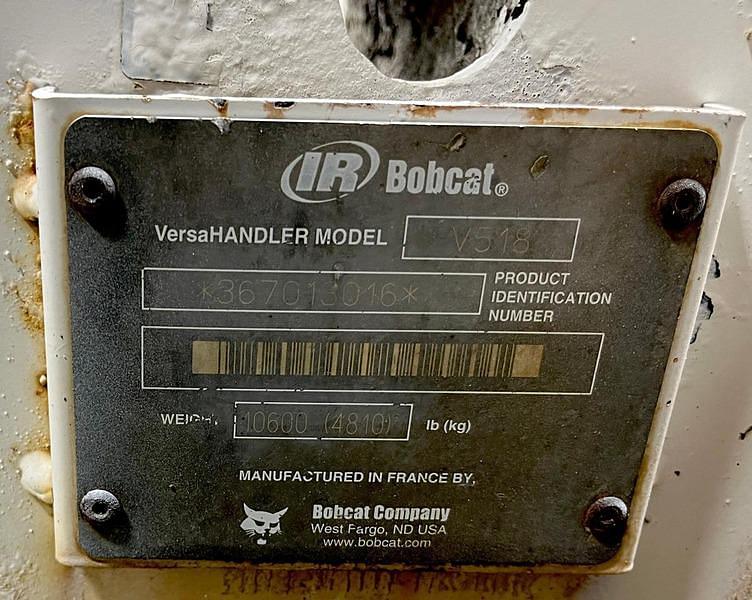 IR Bobcat®
VersaHANDLER MODEL V518
*367013016* PRODUCT
IDENTIFICATION
NUMBER
WEIGHT 10600 (4810) lb (kg)
MANUFACTURED IN FRANCE BY,
Bobcat Company
West Fargo, ND USA
www.bobcat.com